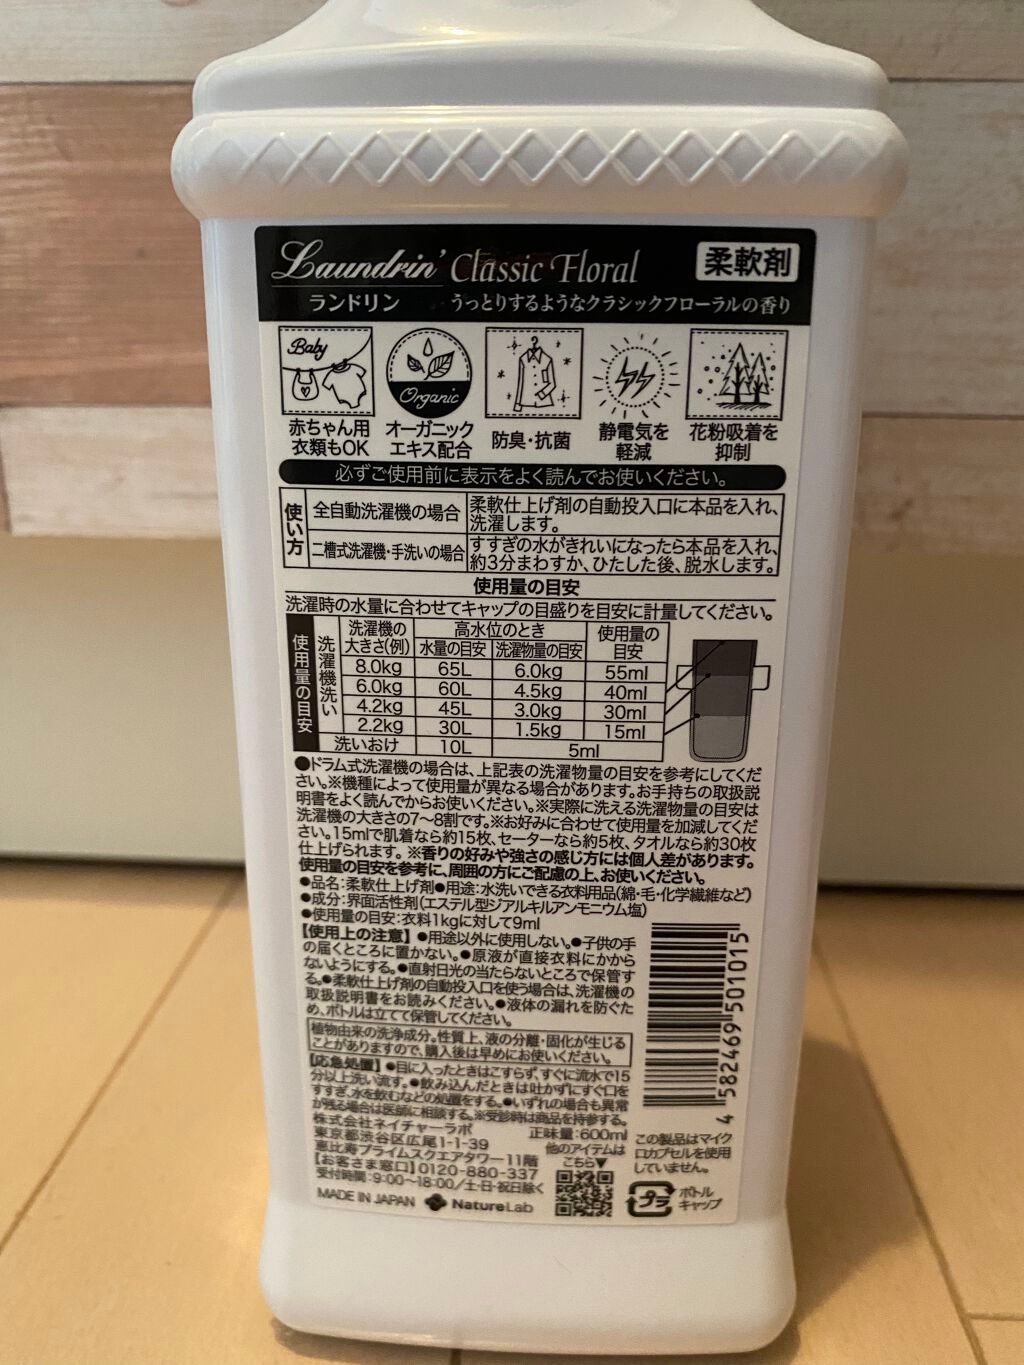 Laundrin' Classic Floral 柔軟剤
ランドリン うっとりするようなクラシックフローラルの香り
Baby
Organic
赤ちゃん用
衣類もOK
オーガニック
エキス配合
防臭・抗菌
静電気を
軽減
花粉吸着を
抑制
必ずご使用前に表示をよく読んでお使いください。
使い方
全自動洗濯機の場合
柔軟仕上げ剤の自動投入口に本品を入れ、
洗濯します。
二槽式洗濯機・手洗いの場合
すすぎの水がきれいになったら本品を入れ、
約3分まわすか、ひたした後、脱水します。
使用量の目安
洗濯時の水量に合わせてキャップの目盛りを目安に計量してください。
使用量の目安
洗濯機洗い
洗濯機の
大きさ(例)
高水位のとき
水量の目安 洗濯物量の目安
使用量の
目安
8.0kg 65L 6.0kg 55ml
6.0kg 60L 4.5kg 40ml
4.2kg 45L 3.0kg 30ml
2.2kg 30L 1.5kg 15ml
洗いおけ 10L 5ml
●ドラム式洗濯機の場合は、上記表の洗濯物量の目安を参考にしてくだ
さい。※機種によって使用量が異なる場合があります。お手持ちの取扱説
明書をよく読んでからお使いください。※実際に洗える洗濯物量の目安は
洗濯機の大きさの7〜8割です。※お好みに合わせて使用量を加減してくだ
さい。15mlで肌着なら約15枚、セーターなら約5枚、タオルなら約30枚
仕上げられます。※香りの好みや強さの感じ方には個人差があります。
使用量の目安を参考に、周囲の方にご配慮の上、お使いください。
●品名:柔軟仕上げ剤●用途:水洗いできる衣料用品(綿・毛・化学繊維など)
●成分:界面活性剤(エステル型ジアルキルアンモニウム塩)
●使用量の目安:衣料1kgに対して9ml
【使用上の注意】●用途以外に使用しない。●子供の手
の届くところに置かない。●原液が直接衣料にかから
ないようにする。●直射日光の当たらないところで保管す
る。●柔軟仕上げ剤の自動投入口を使う場合は、洗濯機の
取扱説明書をお読みください。●液体の漏れを防ぐた
め、ボトルは立てて保管してください。
植物由来の洗浄成分。性質上、液の分離・固化が生じる
ことがありますので、購入後は早めにお使いください。
【応急処置】●目に入ったときはこすらず、すぐに流水で15
分以上洗い流す。●飲み込んだときは吐かずにすぐ口を
すすぎ、水を飲むなどの処置をする。●いずれの場合も異常
が残る場合は医師に相談する。※受診時は商品を持参する。
株式会社ネイチャーラボ 正味量:600ml
東京都渋谷区広尾1-1-39
恵比寿プライムスクエアタワー11階
【お客さま窓口】0120-880-337
受付時間:9:00〜18:00/土・日・祝日除く
MADE IN JAPAN NatureLab
他のアイテムは
こちら▼
4 582469 501015
この製品はマイク
ロカプセルを使用
していません。
プラ
ボトル
キャップ